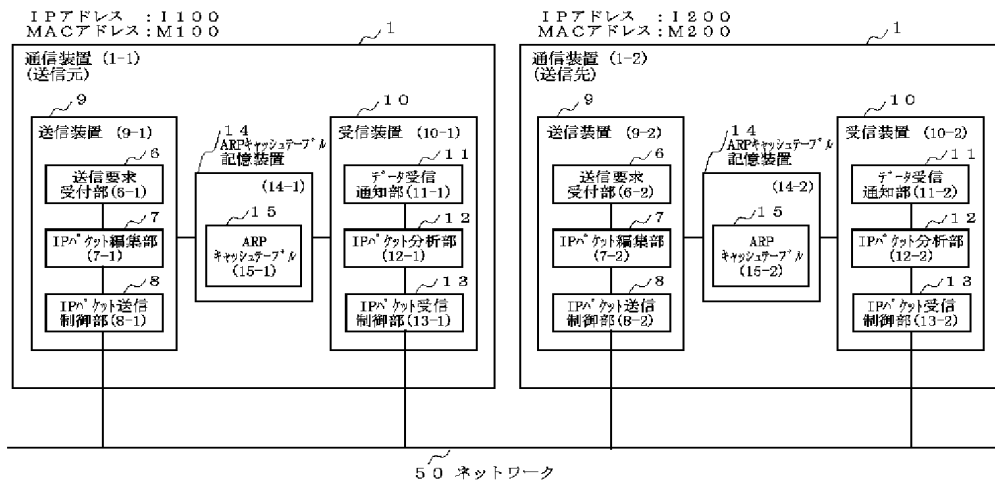 IPアドレス :I100
MACアドレス:M100
1
通信装置 (1-1)
(送信元)
9
送信装置 (9-1)
6
送信要求
受付部(6-1)
7
IPパケット編集部
(7-1)
8
IPパケット送信
制御部(8-1)
14
ARPキャッシュテーブル
記憶装置
(14-1)
15
ARP
キャッシュテーブル
(15-1)
10
受信装置 (10-1)
11
データ受信
通知部(11-1)
12
IPパケット分析部
(12-1)
13
IPパケット受信
制御部(13-1)
IPアドレス :I200
MACアドレス:M200
1
通信装置 (1-2)
(送信先)
9
送信装置 (9-2)
6
送信要求
受付部(6-2)
7
IPパケット編集部
(7-2)
8
IPパケット送信
制御部(8-2)
14
ARPキャッシュテーブル
記憶装置
(14-2)
15
ARP
キャッシュテーブル
(15-2)
10
受信装置 (10-2)
11
データ受信
通知部(11-2)
12
IPパケット分析部
(12-2)
13
IPパケット受信
制御部(13-2)
50 ネットワーク